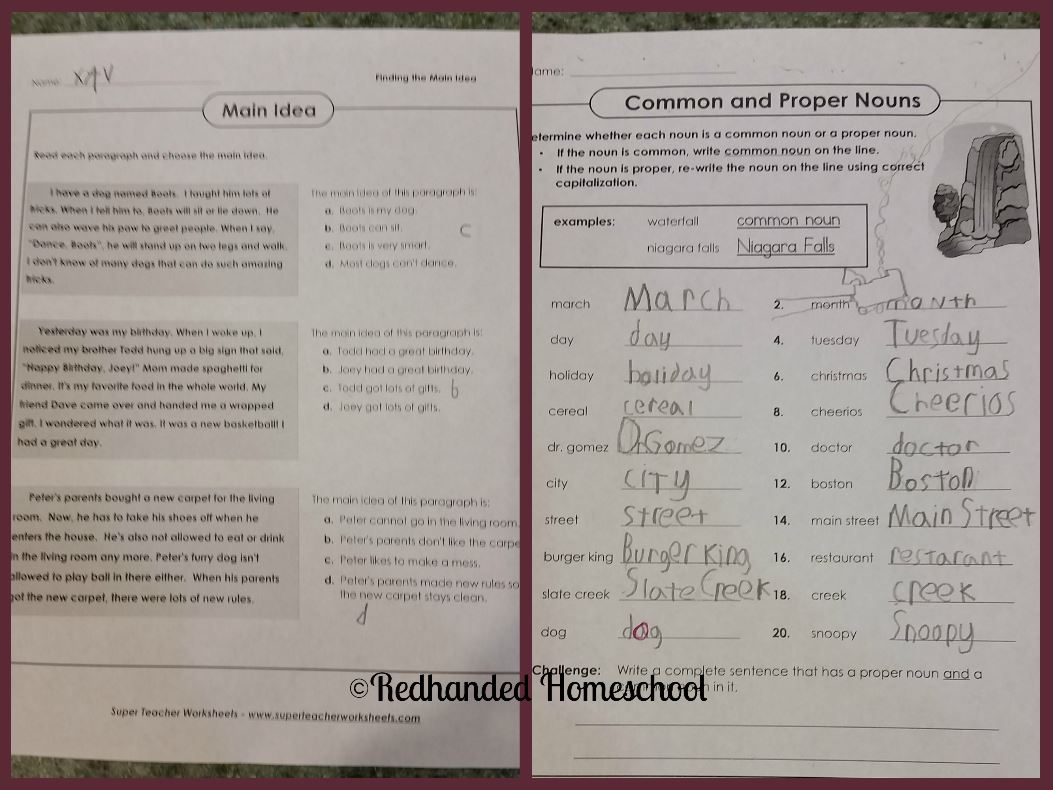 Name: XAV
Finding the Main Idea
Main Idea
Read each paragraph and choose the main idea.
I have a dog named Boots. I taught him lots of
tricks. When I tell him to, Boots will sit or lie down. He
can also wave his paw to greet people. When I say,
"Dance, Boots", he will stand up on two legs and walk.
I don't know of many dogs that can do such amazing
tricks.
The main idea of this paragraph is:
a. Boots is my dog.
b. Boots can sit.
c. Boots is very smart.
d. Most dogs can't dance.
c
Yesterday was my birthday. When I woke up, I
noticed my brother Todd hung up a big sign that said,
"Happy Birthday, Joey!" Mom made spaghetti for
dinner. It's my favorite food in the whole world. My
friend Dave came over and handed me a wrapped
gift. I wondered what it was. It was a new basketball! I
had a great day.
The main idea of this paragraph is:
a. Todd had a great birthday.
b. Joey had a great birthday.
c. Todd got lots of gifts.
d. Joey got lots of gifts.
b
Peter's parents bought a new carpet for the living
room. Now, he has to take his shoes off when he
enters the house. He's also not allowed to eat or drink
in the living room any more. Peter's furry dog isn't
allowed to play ball in there either. When his parents
got the new carpet, there were lots of new rules.
The main idea of this paragraph is:
a. Peter cannot go in the living room.
b. Peter's parents don't like the carpe
c. Peter likes to make a mess.
d. Peter's parents made new rules so
the new carpet stays clean.
d
Super Teacher Worksheets - www.superteacherworksheets.com
ame:
Common and Proper Nouns
etermine whether each noun is a common noun or a proper noun.
• If the noun is common, write common noun on the line.
• If the noun is proper, re-write the noun on the line using correct
capitalization.
examples: waterfall common noun
niagara falls Niagara Falls
march March 2. month month
day day 4. tuesday Tuesday
holiday holiday 6. christmas Christmas
cereal cereal 8. cheerios Cheerios
dr. gomez Dr.Gomez 10. doctor doctor
city city 12. boston Boston
street street 14. main street Main Street
burger king Burger King 16. restaurant restarant
slate creek Slate Creek 18. creek creek
dog dog 20. snoopy Snoopy
Challenge: Write a complete sentence that has a proper noun and a
in it.
©Redhanded Homeschool